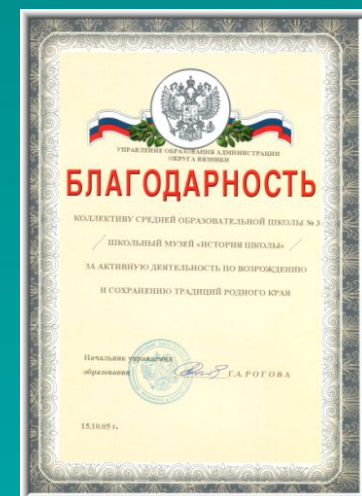 УПРАВЛЕНИЕ ОБРАЗОВАНИЯ АДМИНИСТРАЦИИ
ОКРУГА ВЯЗНИКИ
БЛАГОДАРНОСТЬ
КОЛЛЕКТИВУ СРЕДНЕЙ ОБРАЗОВАТЕЛЬНОЙ ШКОЛЫ № 3
/ ШКОЛЬНЫЙ МУЗЕЙ «ИСТОРИЯ ШКОЛЫ» /
ЗА АКТИВНУЮ ДЕЯТЕЛЬНОСТЬ ПО ВОЗРОЖДЕНИЮ
И СОХРАНЕНИЮ ТРАДИЦИЙ РОДНОГО КРАЯ
Начальник управления
образования Г.А.РОГОВА
15.10.05 г.